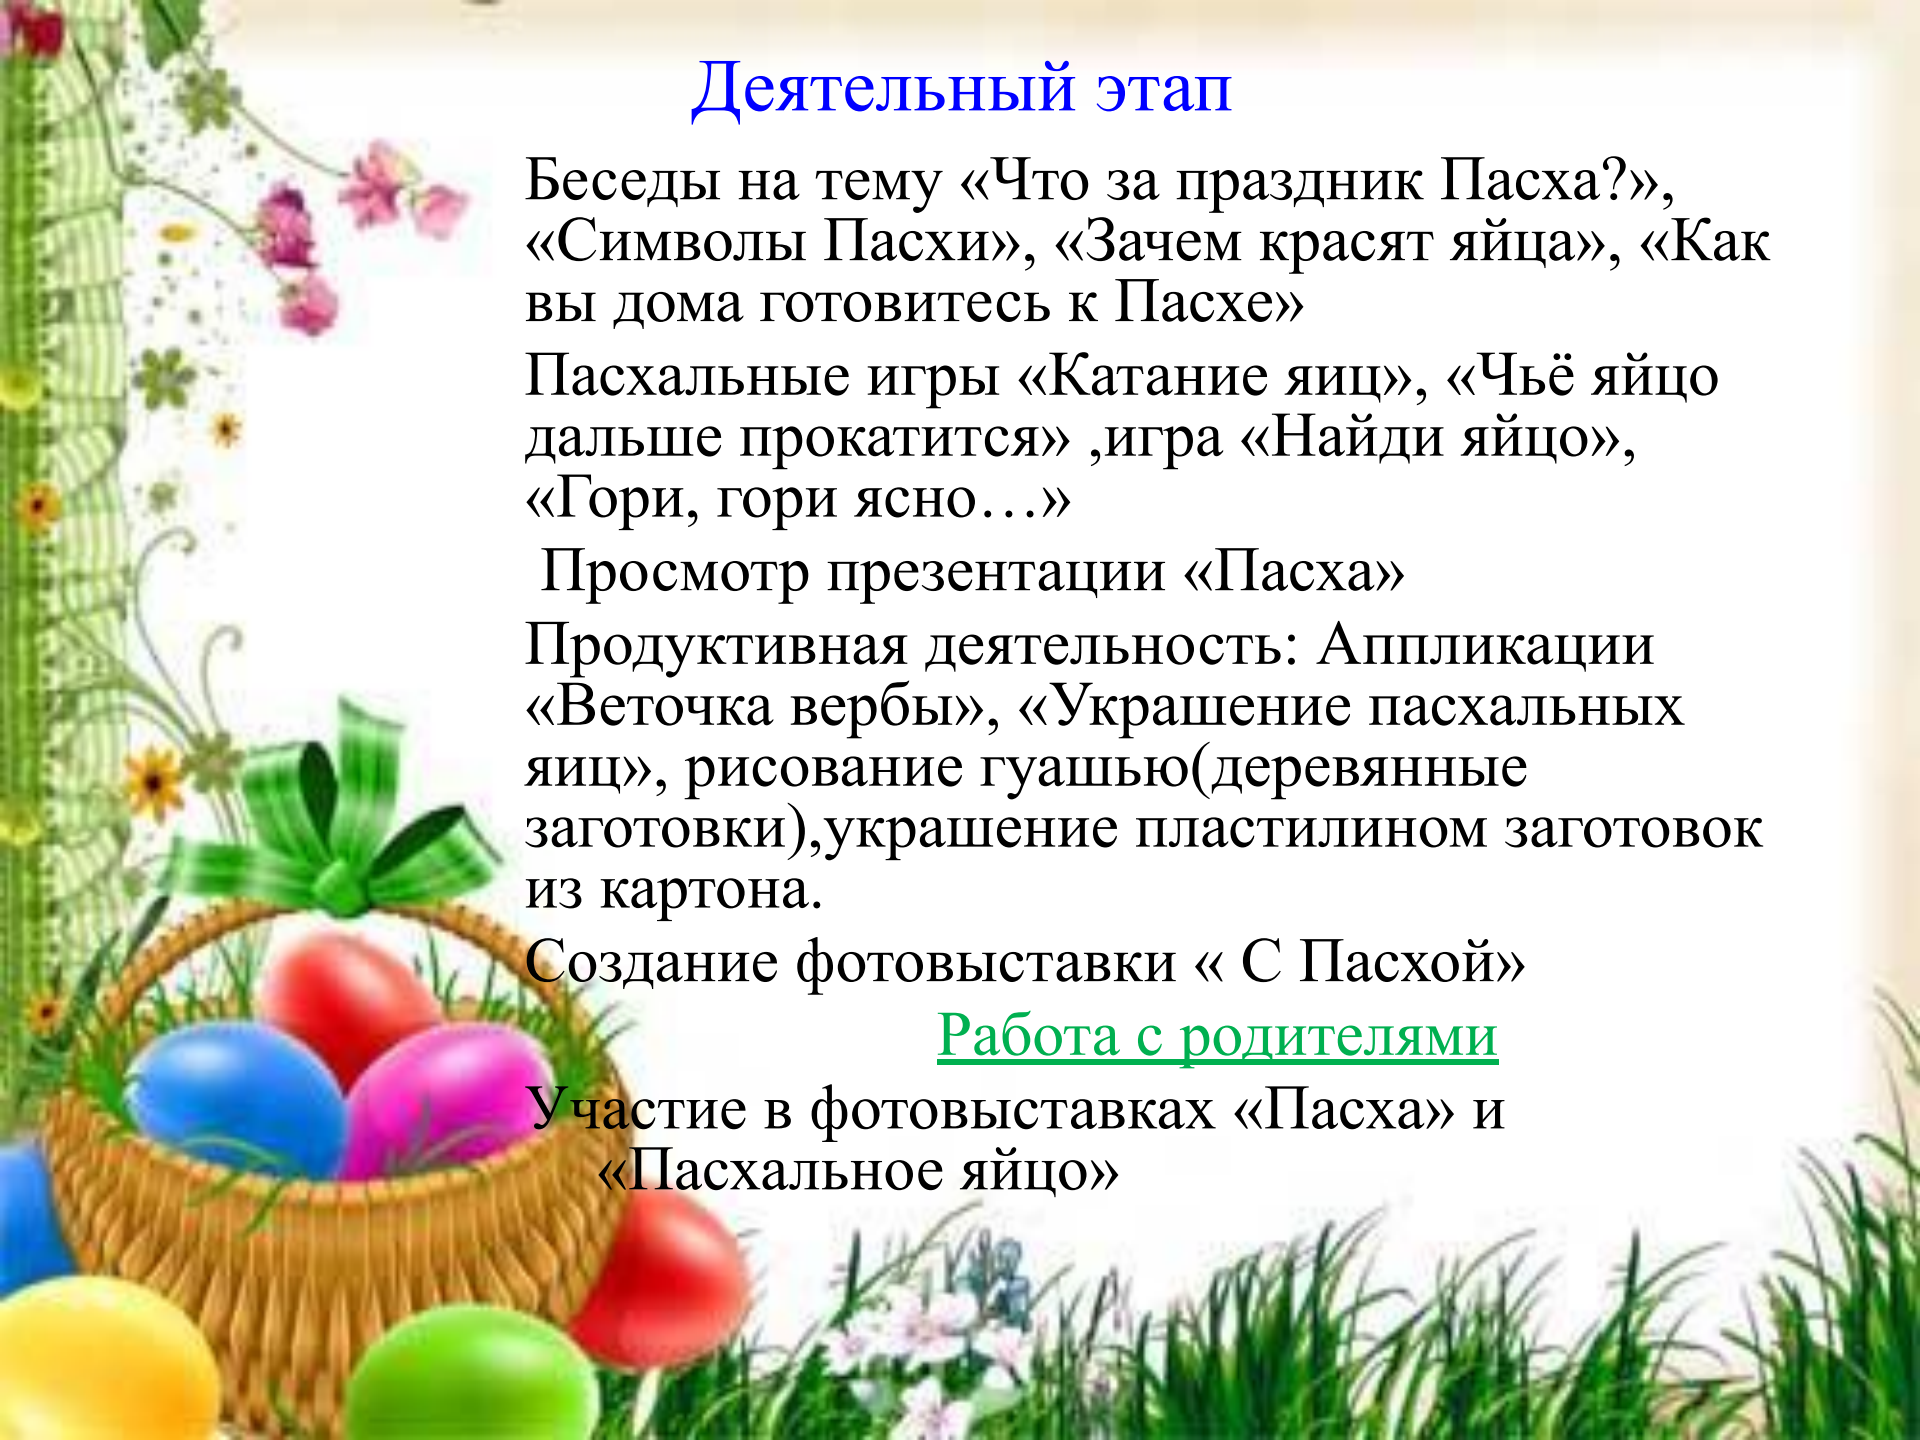 Деятельный этап
Беседы на тему «Что за праздник Пасха?»,
«Символы Пасхи», «Зачем красят яйца», «Как
вы дома готовитесь к Пасхе»
Пасхальные игры «Катание яиц», «Чьё яйцо
дальше прокатится» ,игра «Найди яйцо»,
«Гори, гори ясно…»
Просмотр презентации «Пасха»
Продуктивная деятельность: Аппликации
«Веточка вербы», «Украшение пасхальных
яиц», рисование гуашью(деревянные
заготовки),украшение пластилином заготовок
из картона.
Создание фотовыставки « С Пасхой»
Работа с родителями
Участие в фотовыставках «Пасха» и
«Пасхальное яйцо»